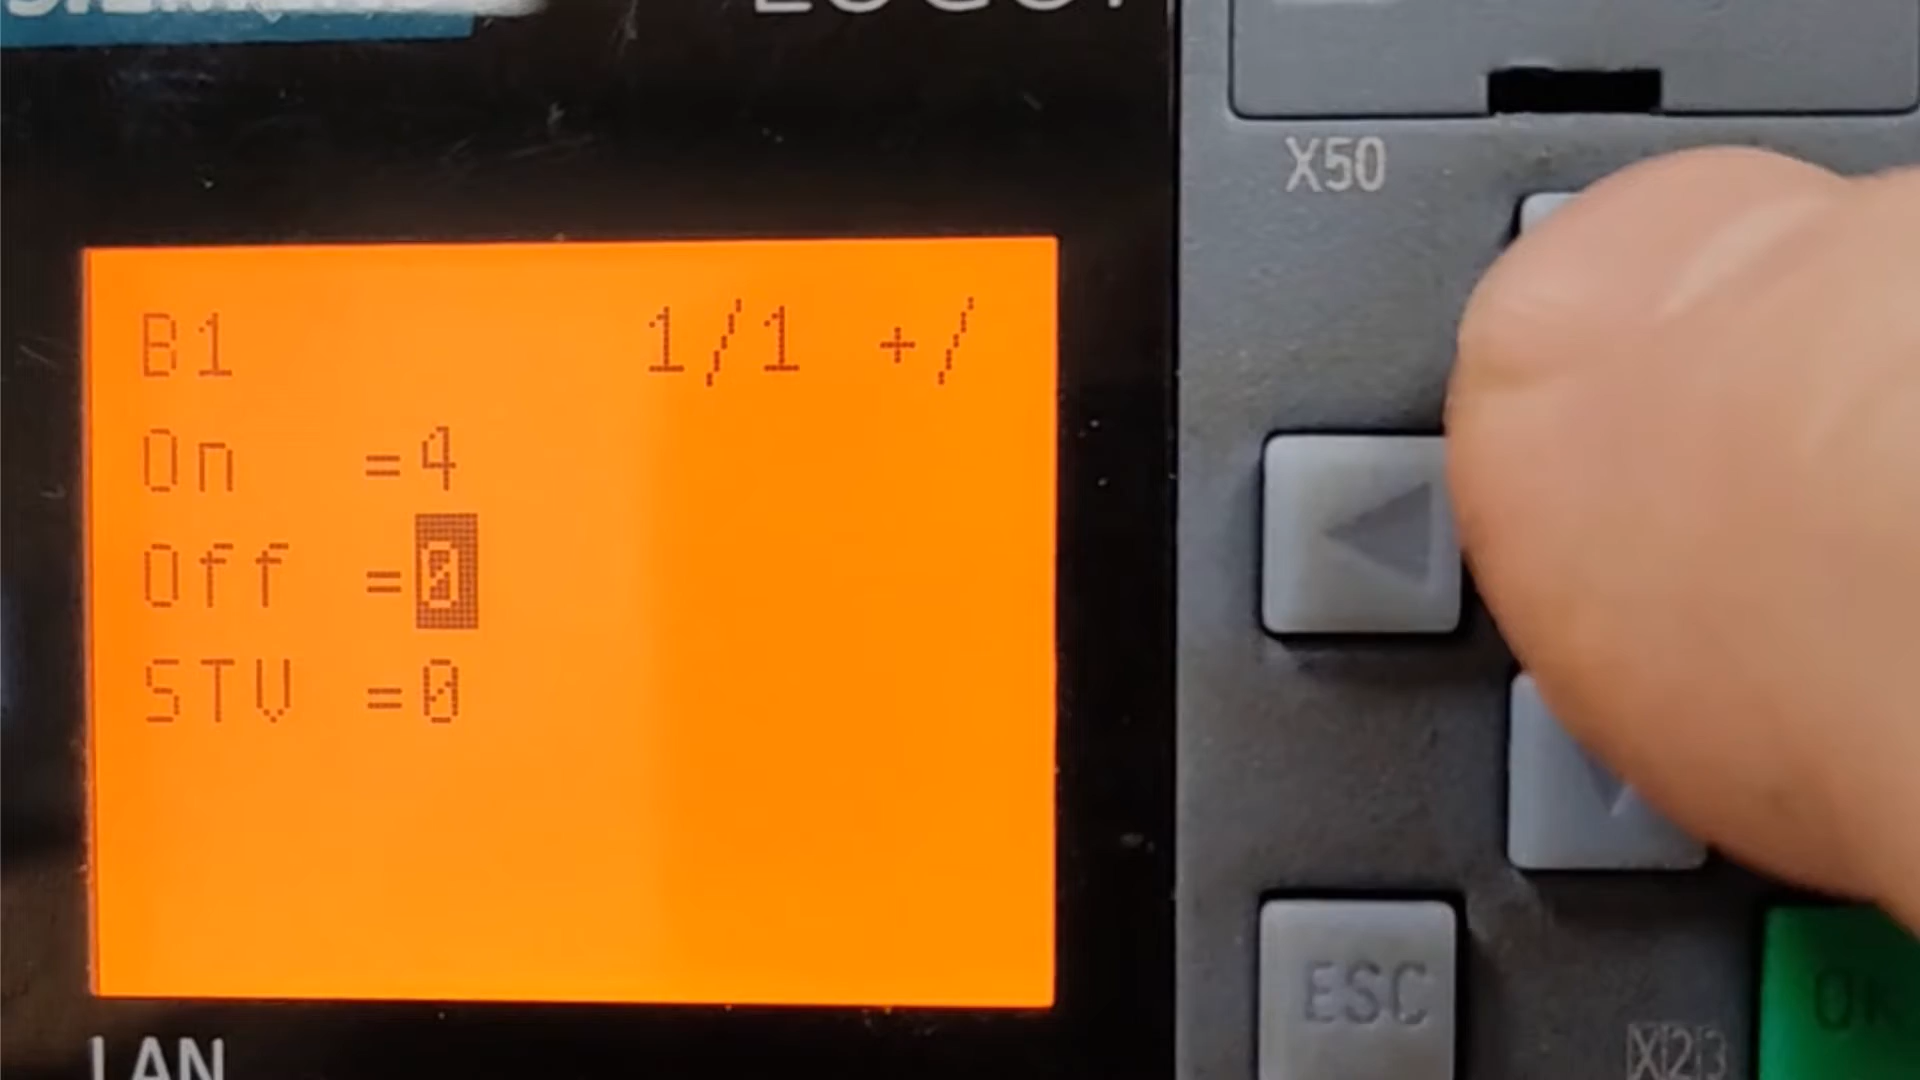 X50
B1 1/1 +/
On =4
Off =0
STV =0
ESC
LAN